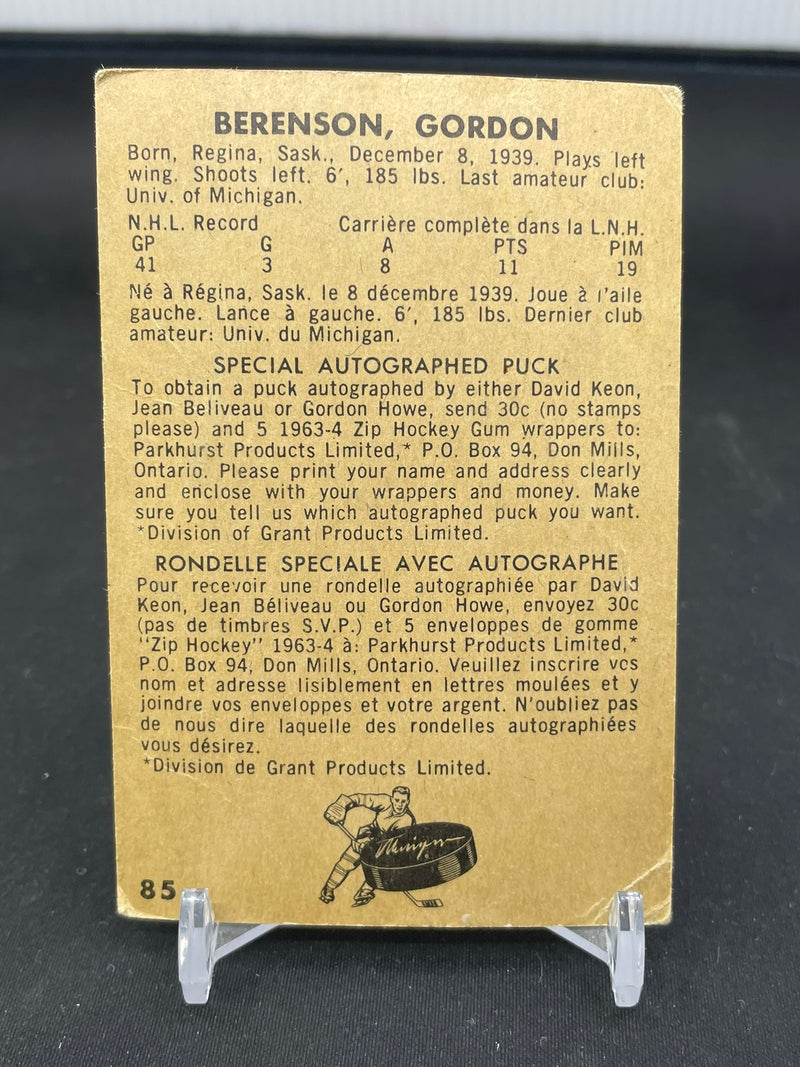 BERENSON, GORDON
Born, Regina, Sask., December 8, 1939. Plays left
wing. Shoots left. 6′, 185 lbs. Last amateur club:
Univ. of Michigan.
N.H.L. Record Carrière complète dans la L.N.H.
GP G A PTS PIM
41 3 8 11 19
Né à Régina, Sask. le 8 décembre 1939. Joue à l'aile
gauche. Lance à gauche. 6′, 185 lbs. Dernier club
amateur: Univ. du Michigan.
SPECIAL AUTOGRAPHED PUCK
To obtain a puck autographed by either David Keon,
Jean Beliveau or Gordon Howe, send 30c (no stamps
please) and 5 1963-4 Zip Hockey Gum wrappers to:
Parkhurst Products Limited,* P.O. Box 94, Don Mills,
Ontario. Please print your name and address clearly
and enclose with your wrappers and money. Make
sure you tell us which autographed puck you want.
*Division of Grant Products Limited.
RONDELLE SPECIALE AVEC AUTOGRAPHE
Pour recevoir une rondelle autographiée par David
Keon, Jean Béliveau ou Gordon Howe, envoyez 30c
(pas de timbres S.V.P.) et 5 enveloppes de gomme
"Zip Hockey" 1963-4 à: Parkhurst Products Limited,*
P.O. Box 94, Don Mills, Ontario. Veuillez inscrire vos
nom et adresse lisiblement en lettres moulées et y
joindre vos enveloppes et votre argent. N'oubliez pas
de nous dire laquelle des rondelles autographiées
vous désirez.
*Division de Grant Products Limited.
85